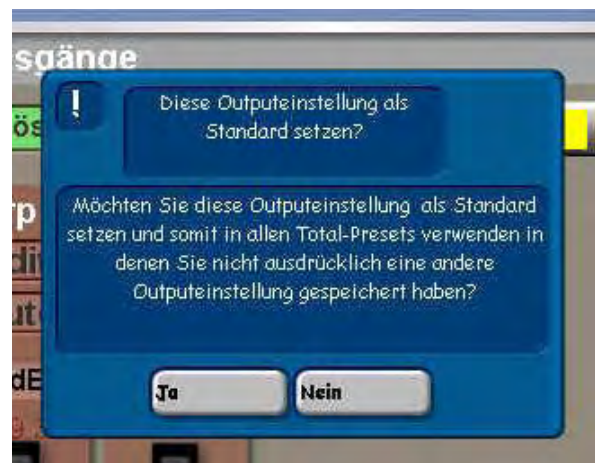 sgänge
!
Diese Outputeinstellung als
Standard setzen?
Möchten Sie diese Outputeinstellung als Standard
setzen und somit in allen Total-Presets verwenden in
denen Sie nicht ausdrücklich eine andere
Outputeinstellung gespeichert haben?
Ja
Nein